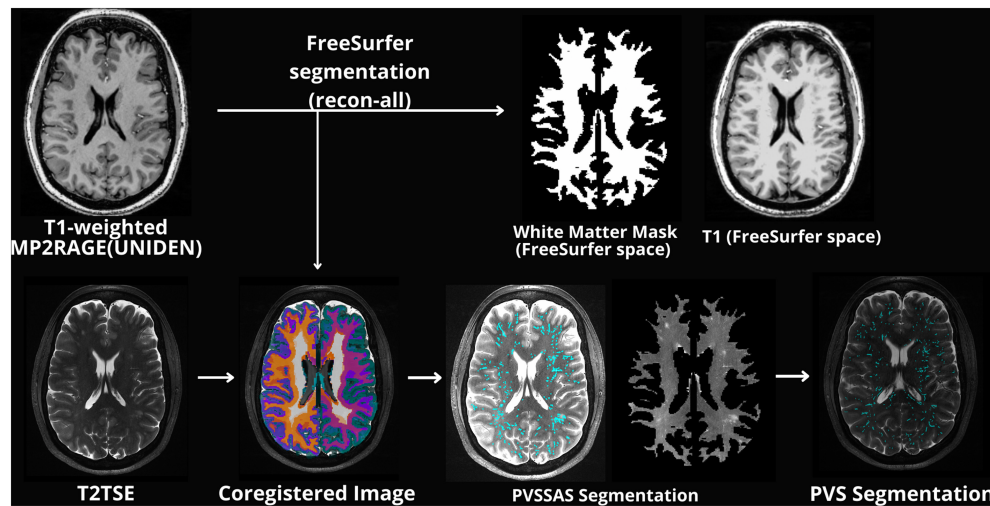 FreeSurfer
segmentation
(recon-all)
T1-weighted
MP2RAGE(UNIDEN)
White Matter Mask
(FreeSurfer space)
T1 (FreeSurfer space)
T2TSE
Coregistered Image
PVSSAS Segmentation
PVS Segmentation